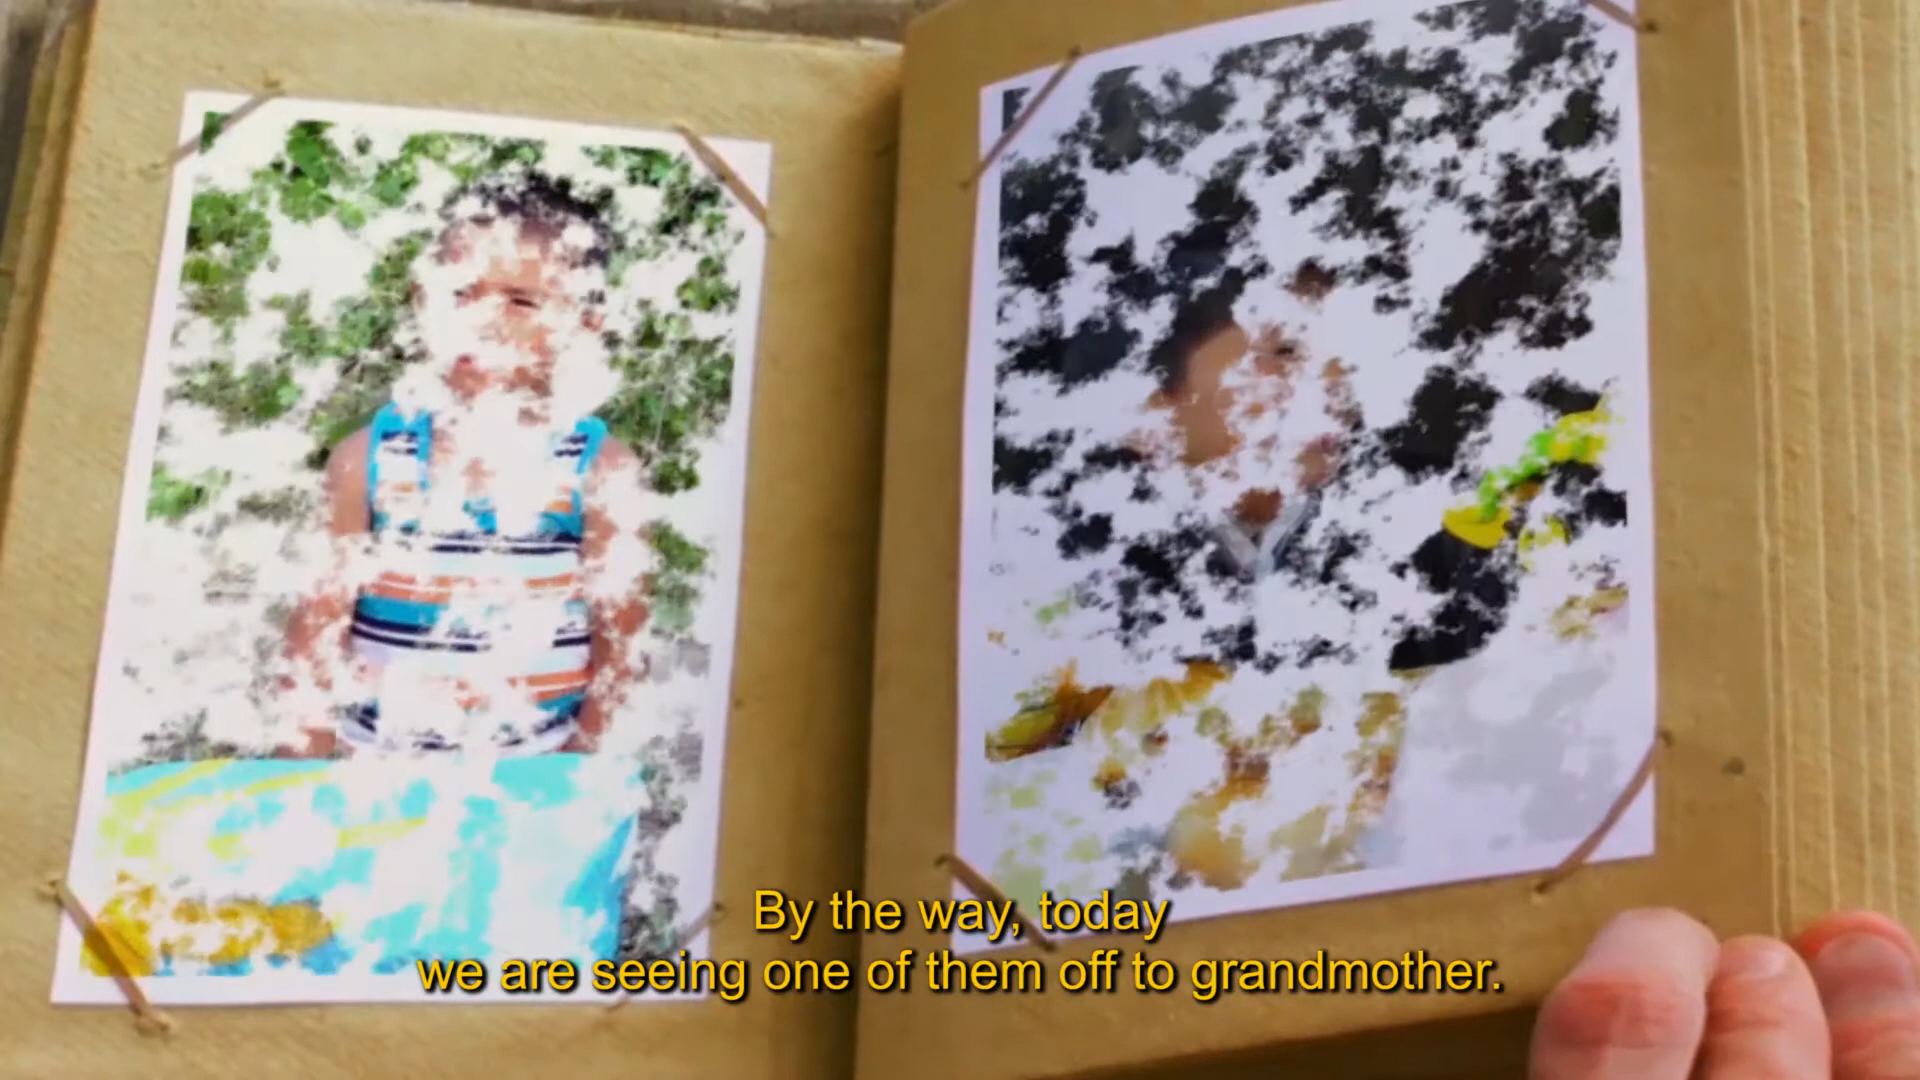 By the way, today
we are seeing one of them off to grandmother.